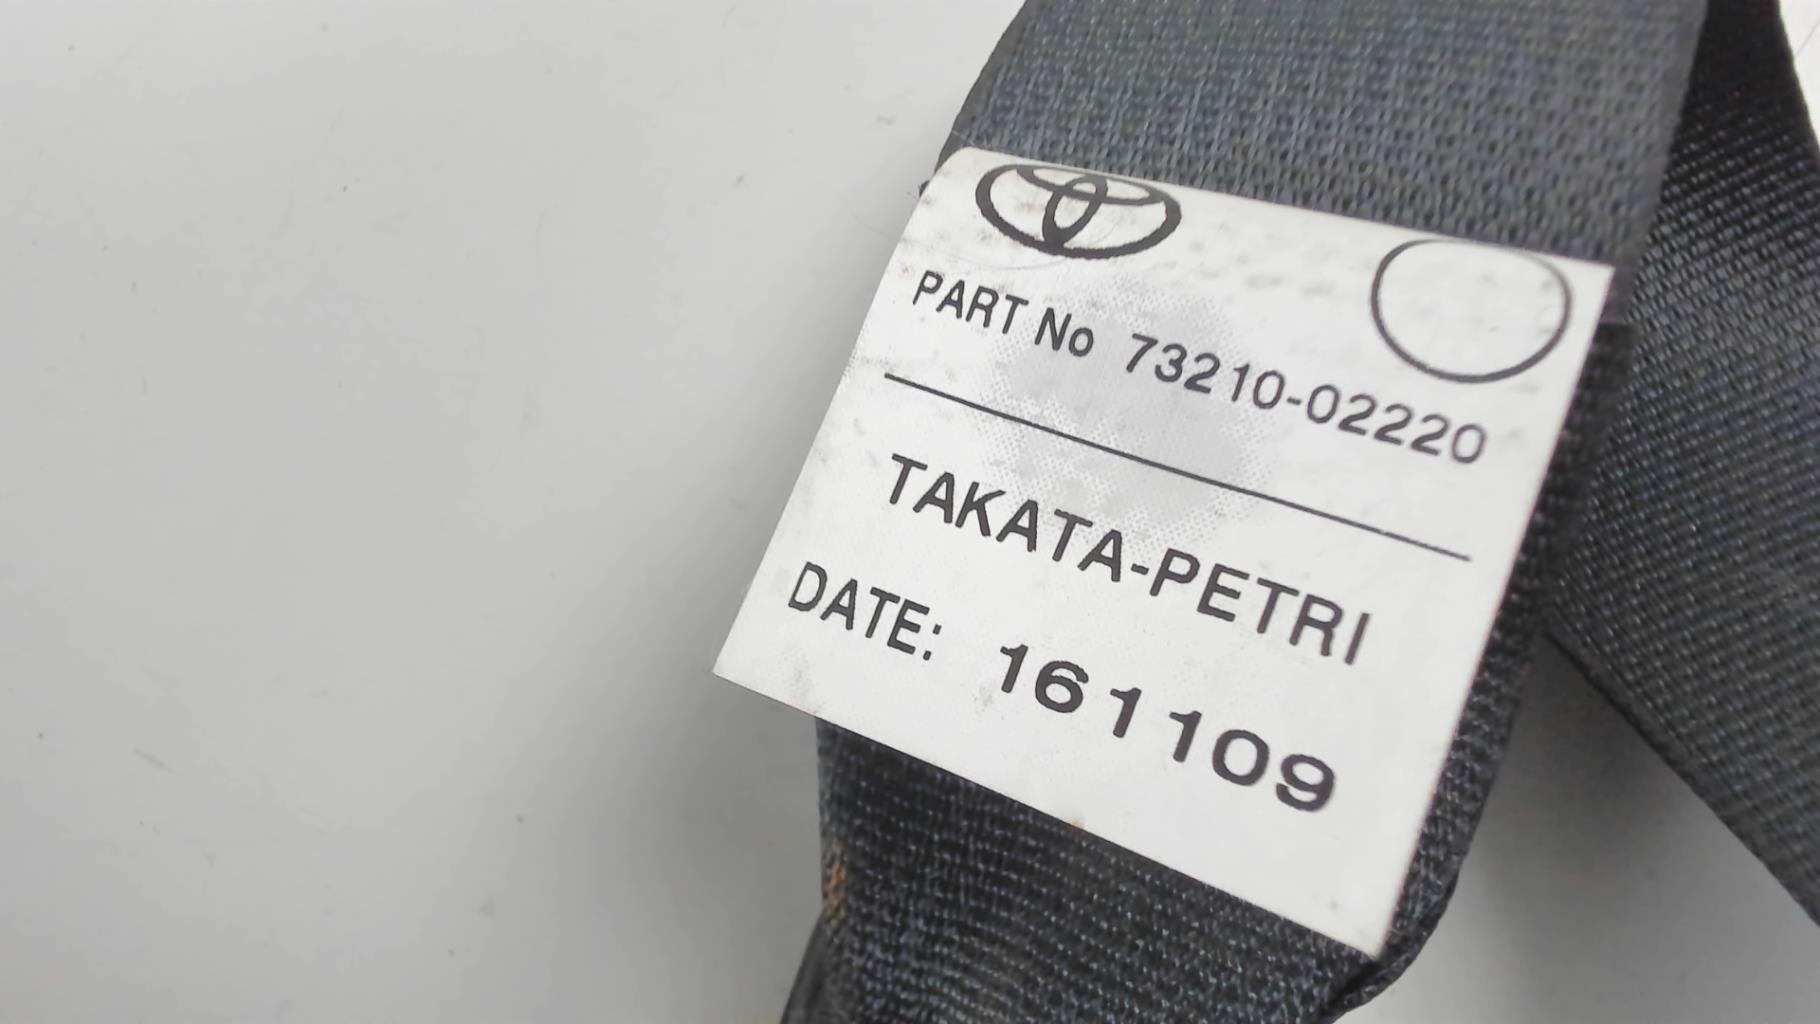 PART No 73210-02220
TAKATA-PETRI
DATE: 161109